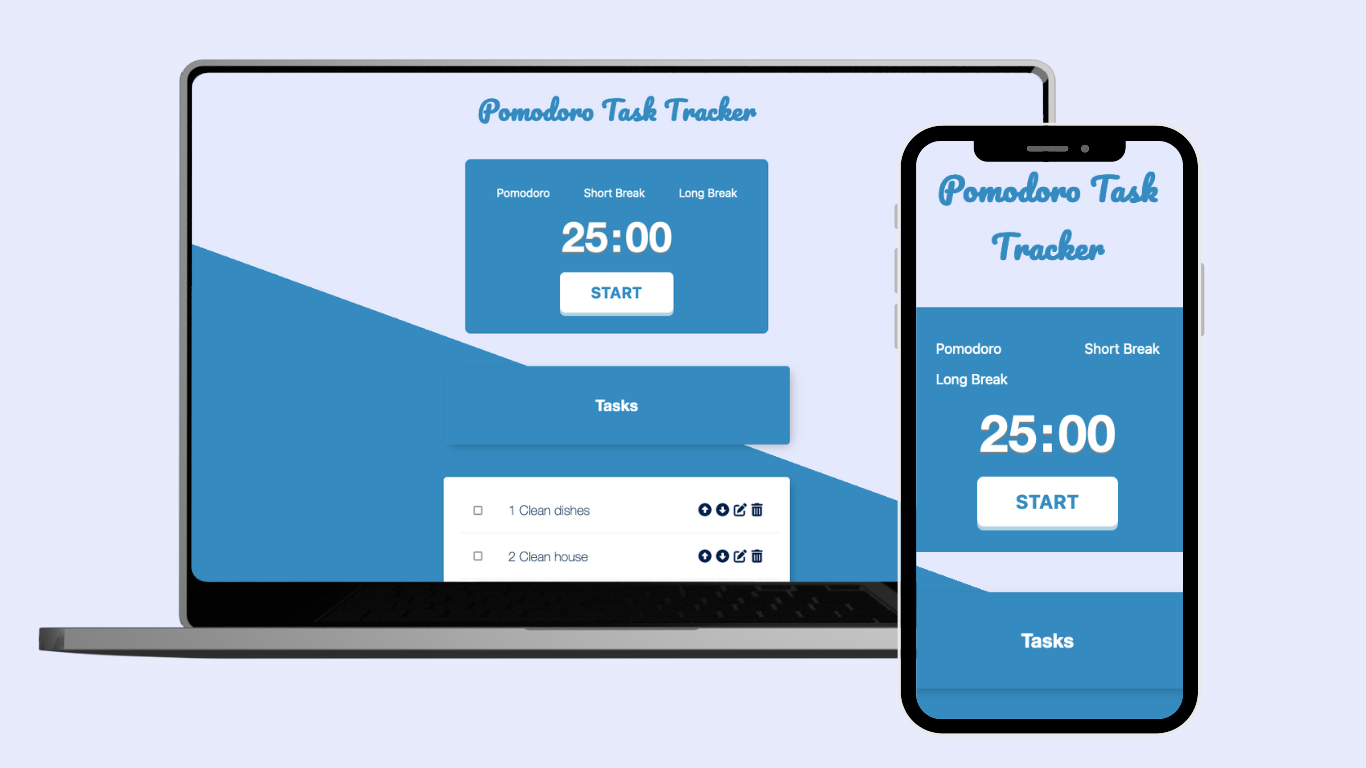 Pomodoro Task Tracker
Pomodoro Short Break Long Break
25:00
START
Tasks
1 Clean dishes
2 Clean house
Pomodoro Task
Tracker
Pomodoro Short Break
Long Break
25:00
START
Tasks